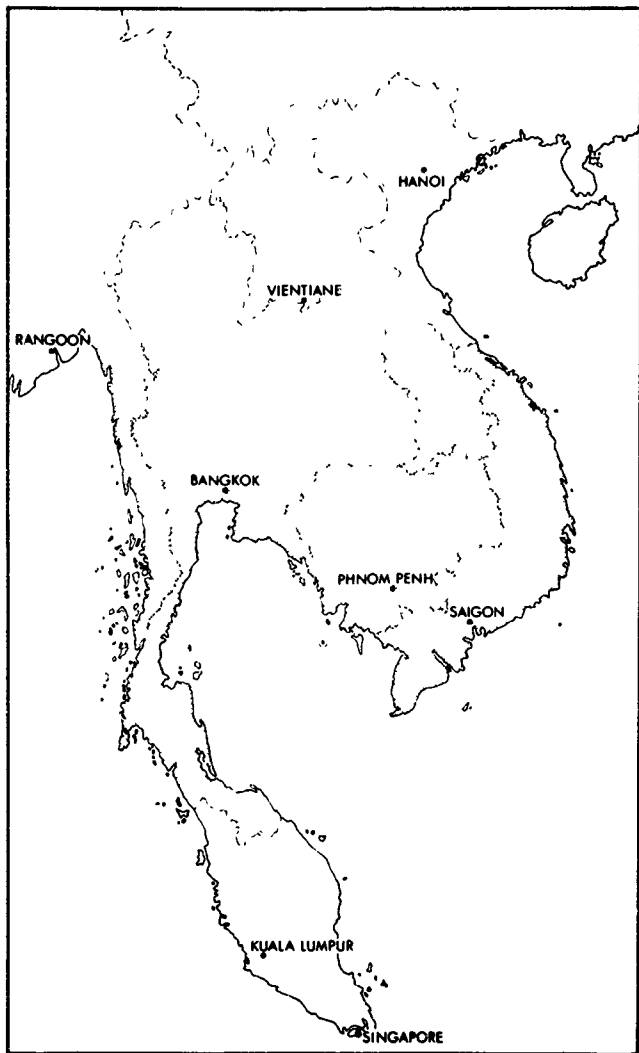 HANOI
VIENTIANE
RANGOON
BANGKOK
PHNOM PENH
SAIGON
KUALA LUMPUR
SINGAPORE